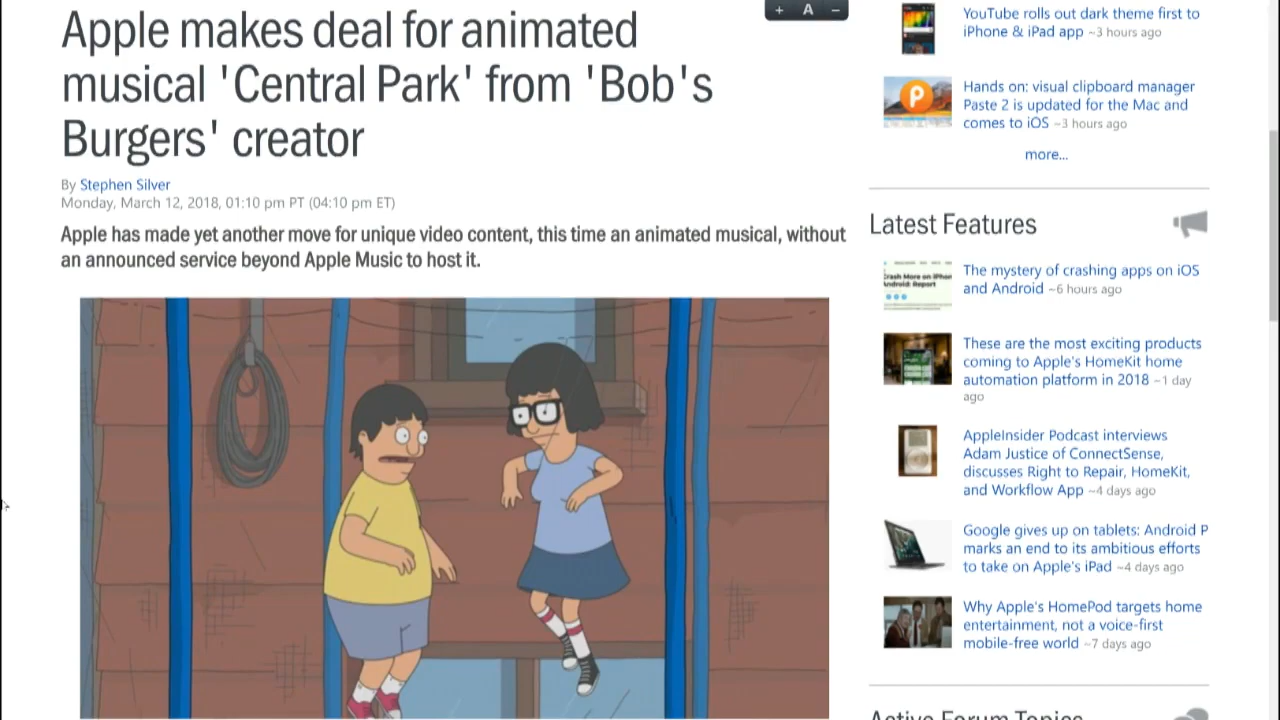 Apple makes deal for animated
musical 'Central Park' from 'Bob's
Burgers' creator
+ A −
By Stephen Silver
Monday, March 12, 2018, 01:10 pm PT (04:10 pm ET)
Apple has made yet another move for unique video content, this time an animated musical, without
an announced service beyond Apple Music to host it.
YouTube rolls out dark theme first to
iPhone & iPad app ~3 hours ago
Hands on: visual clipboard manager
Paste 2 is updated for the Mac and
comes to iOS ~3 hours ago
more...
Latest Features
Crash More on iPhon
Android: Report
The mystery of crashing apps on iOS
and Android ~6 hours ago
These are the most exciting products
coming to Apple's HomeKit home
automation platform in 2018 ~1 day
ago
AppleInsider Podcast interviews
Adam Justice of ConnectSense,
discusses Right to Repair, HomeKit,
and Workflow App ~4 days ago
Google gives up on tablets: Android P
marks an end to its ambitious efforts
to take on Apple's iPad ~4 days ago
Why Apple's HomePod targets home
entertainment, not a voice-first
mobile-free world ~7 days ago
Active Forum Topics